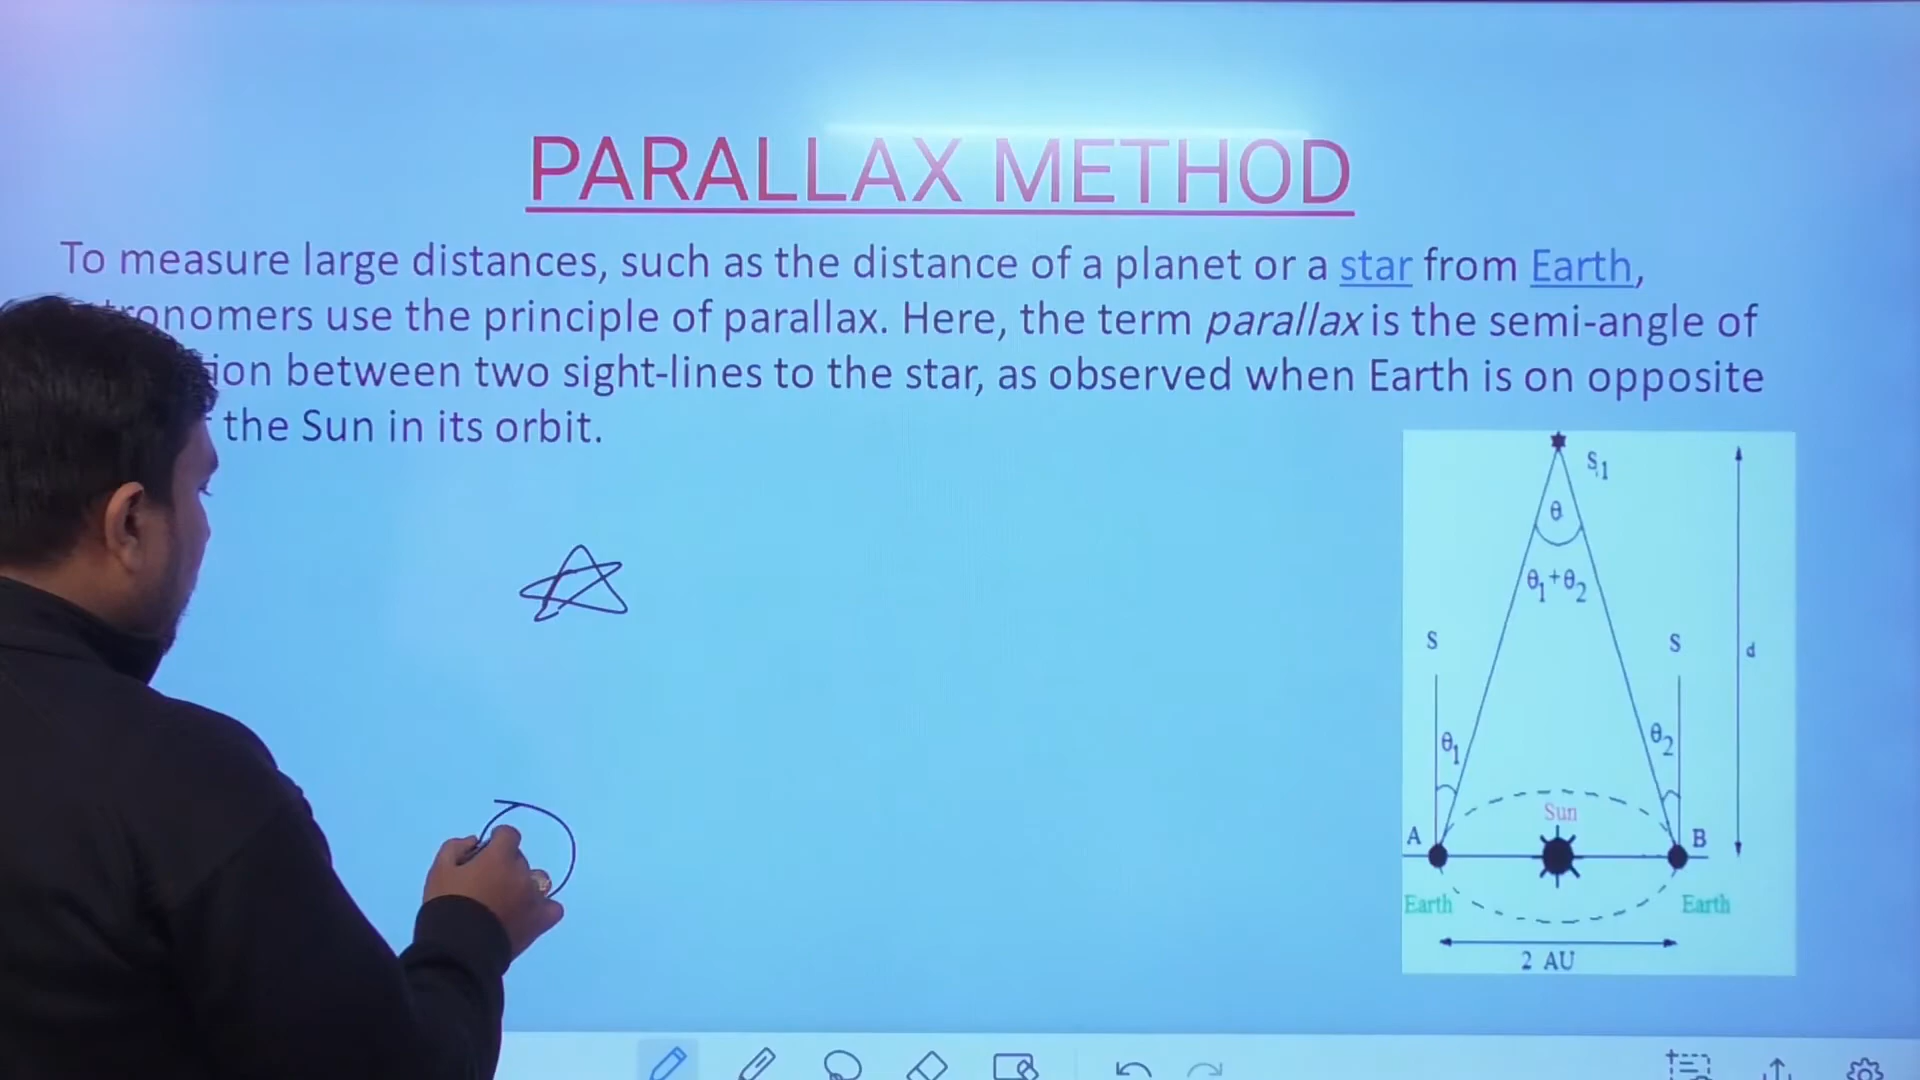 PARALLAX METHOD
To measure large distances, such as the distance of a planet or a star from Earth,
use the principle of parallax. Here, the term parallax is the semi-angle of
between two sight-lines to the star, as observed when Earth is on opposite
the Sun in its orbit.
S1
θ
θ1+θ2
S S
d
θ1 θ2
Sun
A B
Earth Earth
2 AU